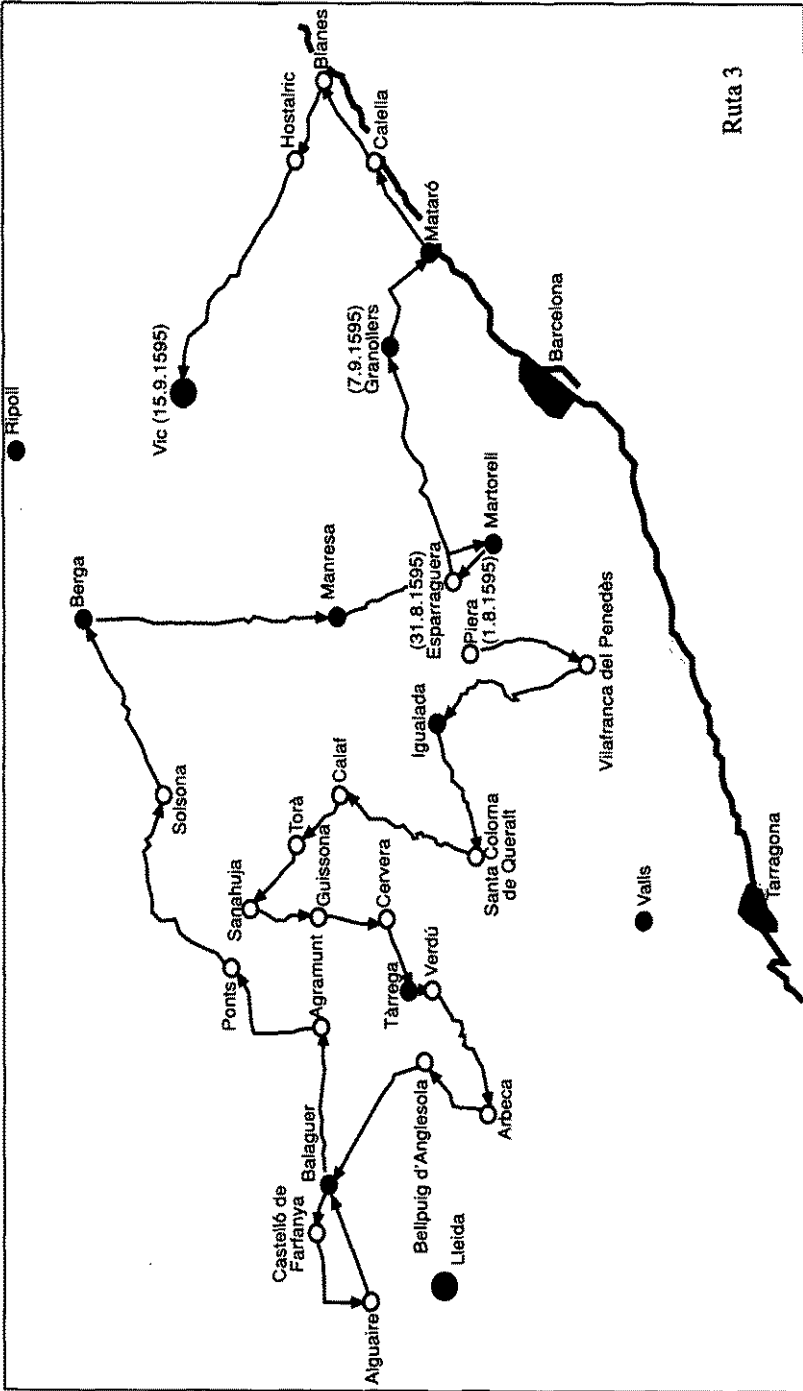 Ruta 3
Ripoll
Vic (15.9.1595)
Hostalric
Blanes
Calella
Mataró
(7.9.1595)
Granollers
Barcelona
Berga
Manresa
(31.8.1595)
Esparraguera
Martorell
Piera
(1.8.1595)
Vilafranca del Penedès
Igualada
Santa Coloma
de Queralt
Calaf
Torà
Sanahuja
Guissona
Cervera
Tàrrega
Verdú
Arbeca
Bellpuig d'Anglesola
Balaguer
Castelló de
Farfanya
Alguaire
Lleida
Agramunt
Ponts
Solsona
Valls
Tarragona